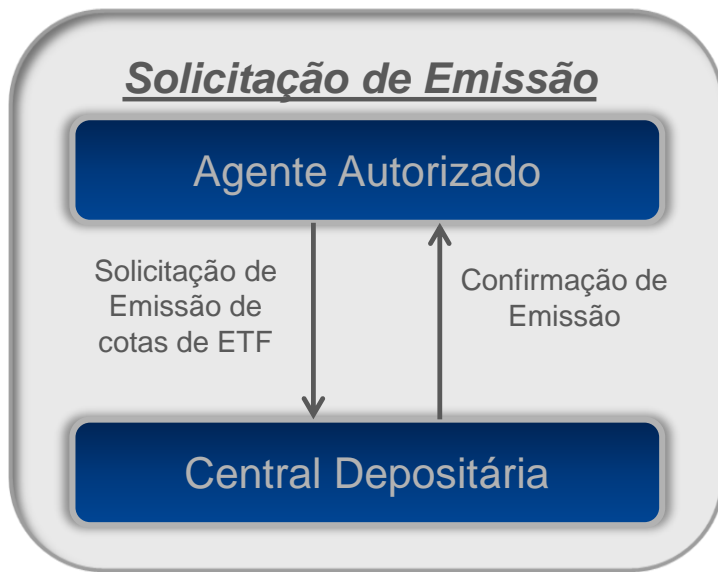 Solicitação de Emissão
Agente Autorizado
Solicitação de
Emissão de
cotas de ETF
Confirmação de
Emissão
Central Depositária